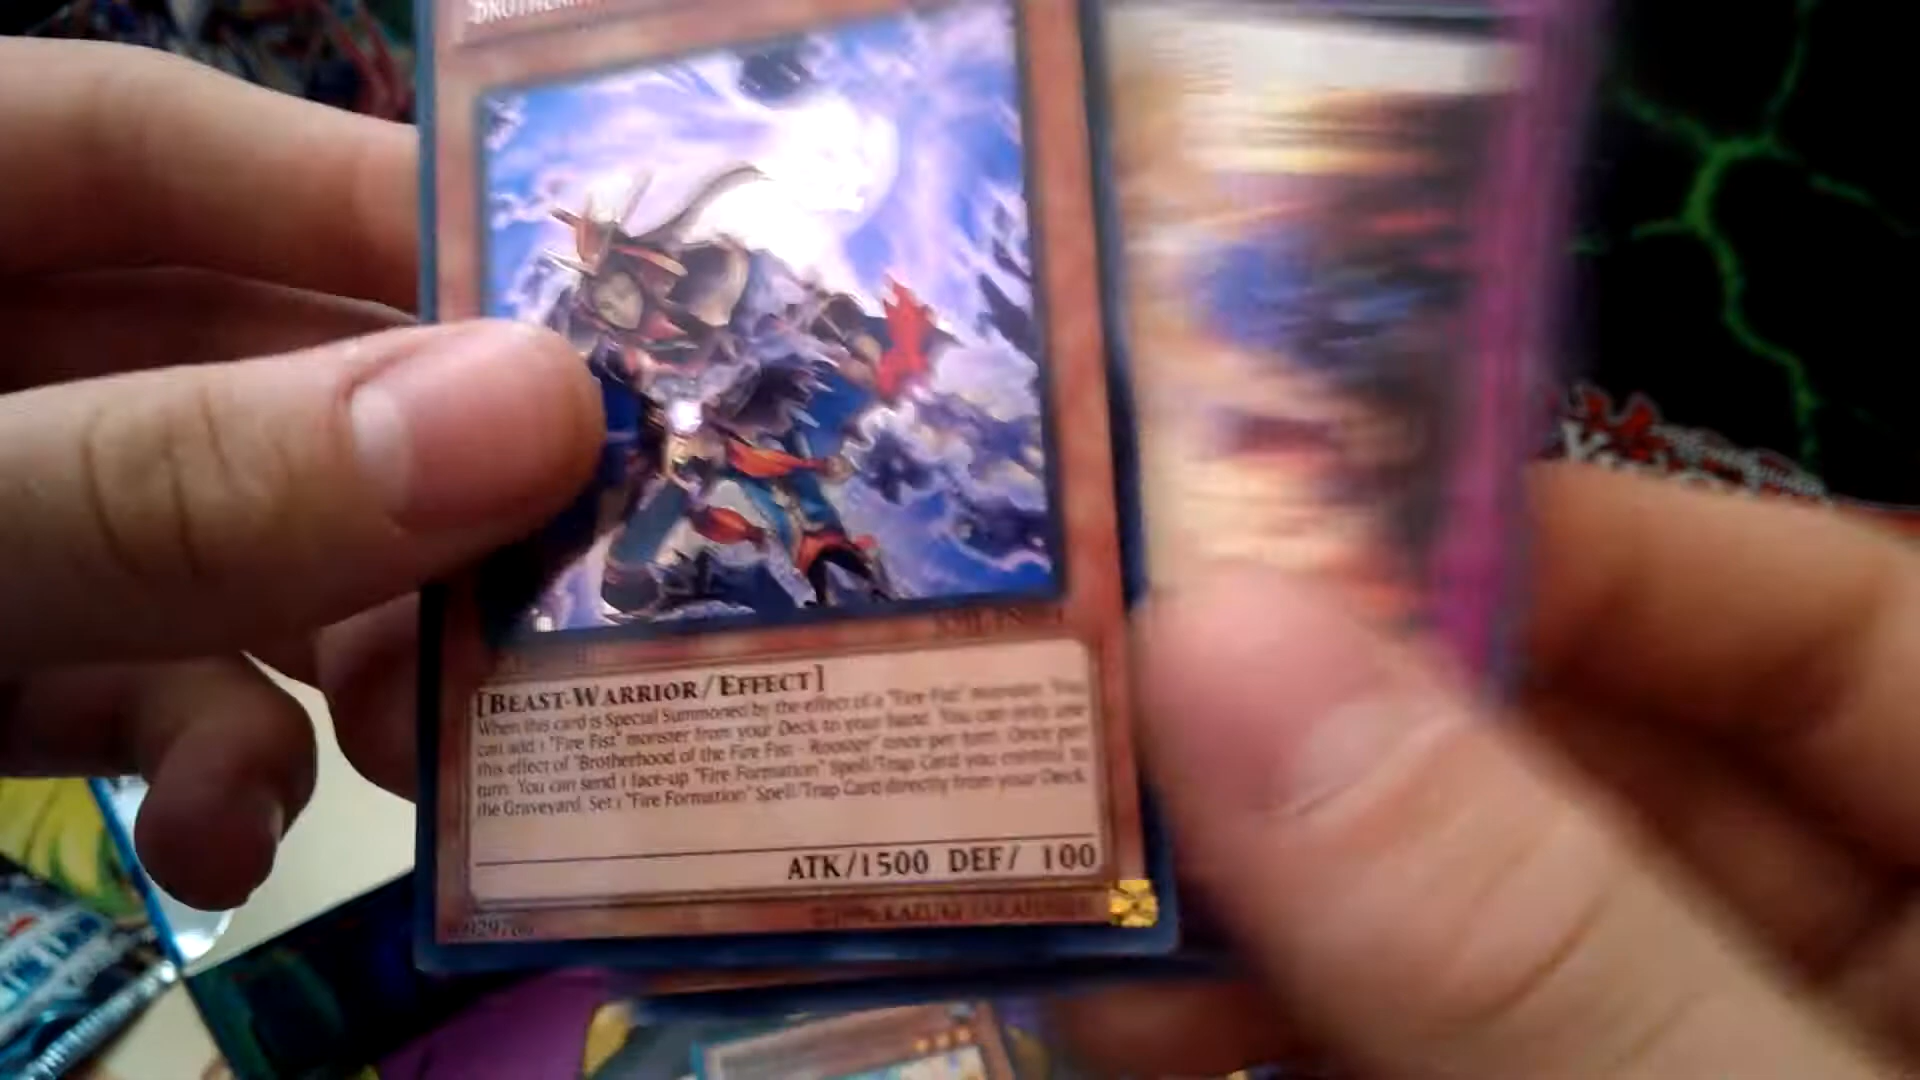 BROTHERH
[BEAST-WARRIOR/EFFECT]
When this card is Special Summoned by the effect of a "Fire Fist" monster: You
can add 1 "Fire Fist" monster from your Deck to your hand. You can only use
this effect of "Brotherhood of the Fire Fist - Rooster" once per turn. Once per
turn: You can send 1 face-up "Fire Formation" Spell/Trap Card you control to
the Graveyard; Set 1 "Fire Formation" Spell/Trap Card directly from your Deck.
ATK/1500 DEF/ 100
©1996 KAZUKI TAKAHASHI